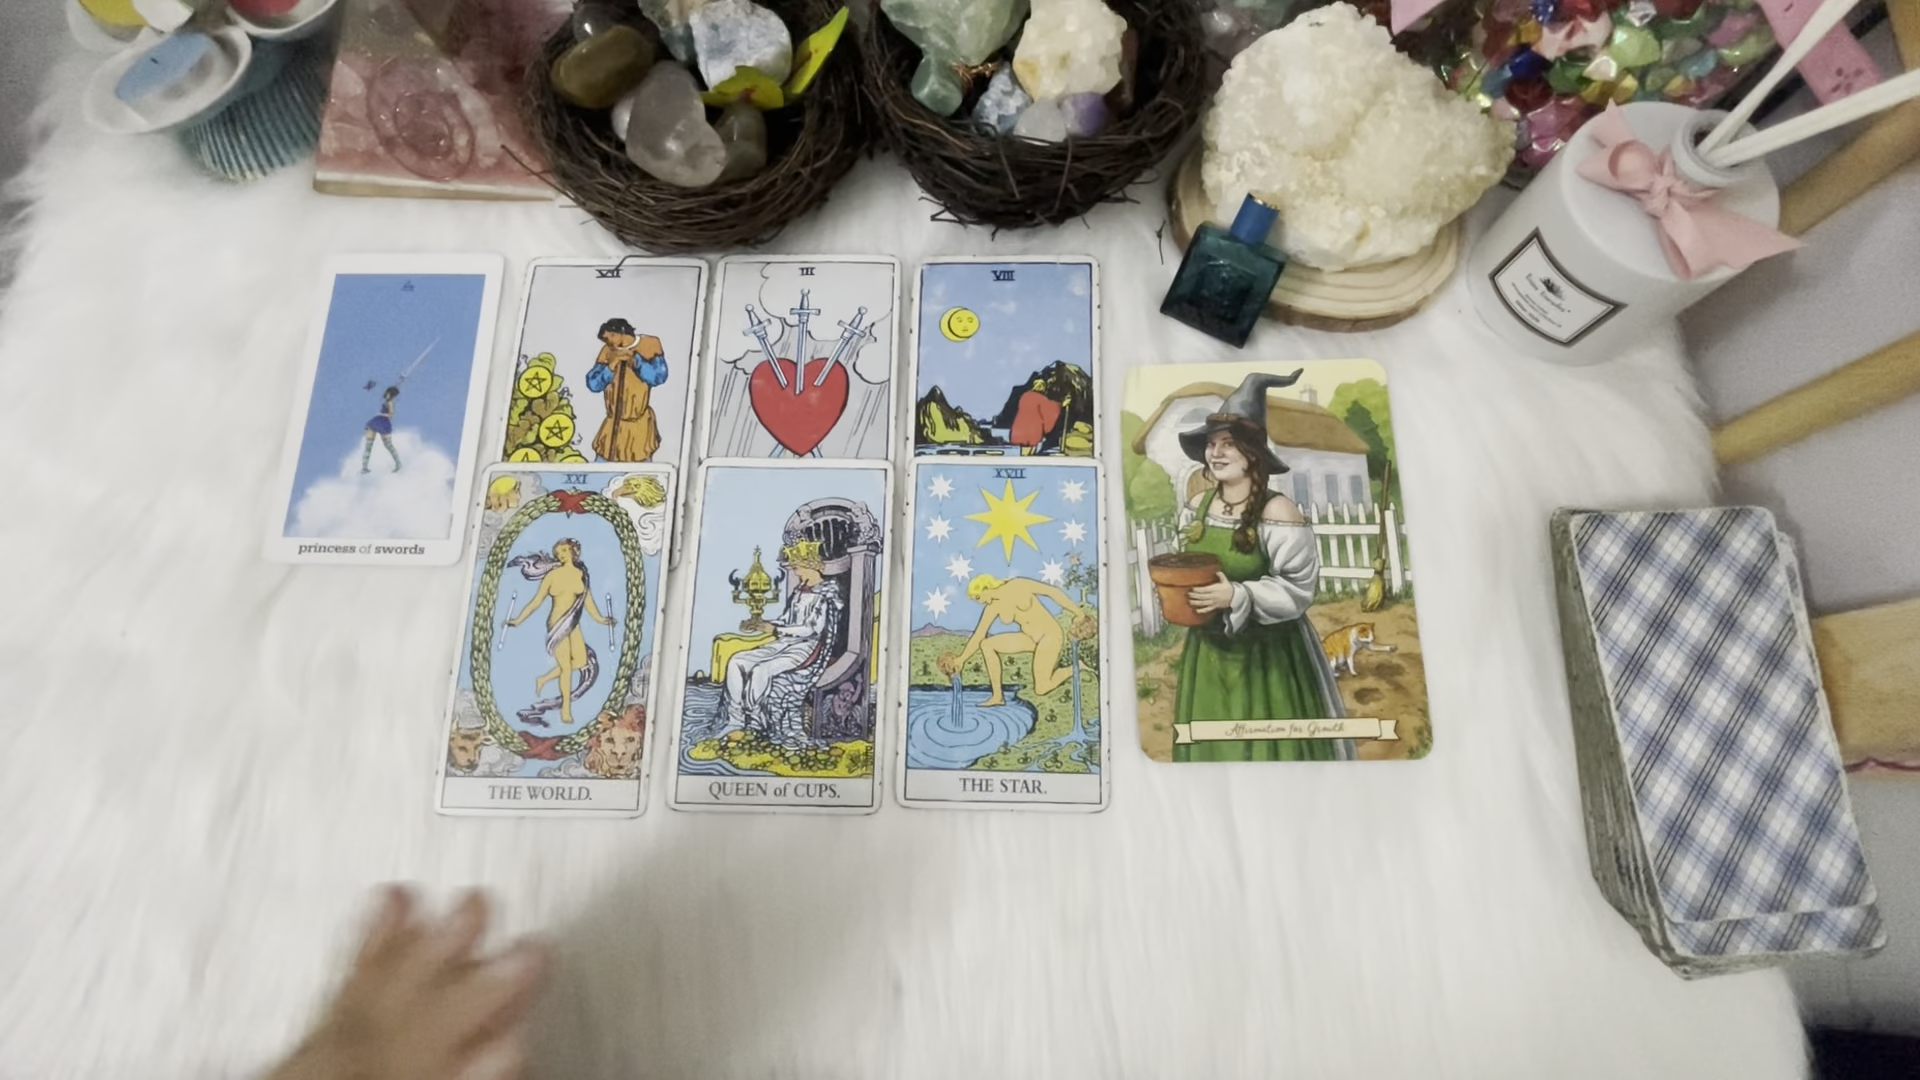 VII
III
VIII
princess of swords
XXI
XVII
THE WORLD.
QUEEN of CUPS.
THE STAR.
Affirmation for Growth